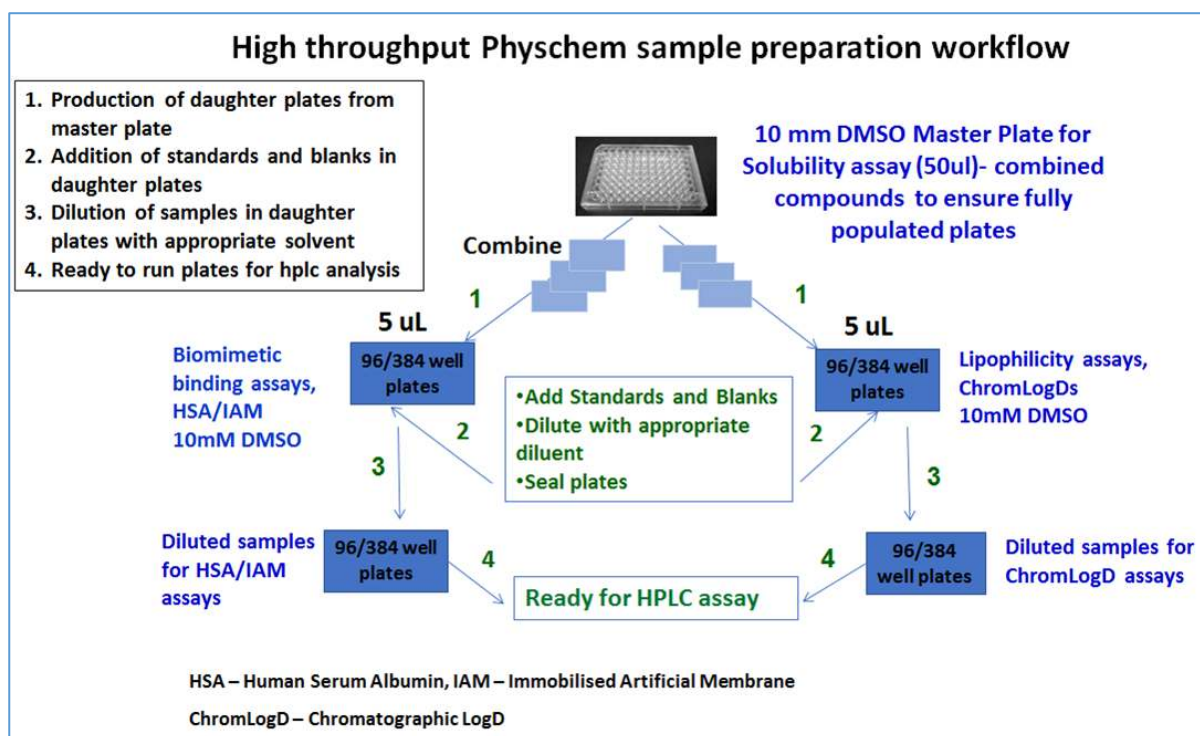 High throughput Physchem sample preparation workflow
1. Production of daughter plates from
master plate
2. Addition of standards and blanks in
daughter plates
3. Dilution of samples in daughter
plates with appropriate solvent
4. Ready to run plates for hplc analysis
10 mm DMSO Master Plate for
Solubility assay (50ul)- combined
compounds to ensure fully
populated plates
Combine
1
1
5 uL
5 uL
Biomimetic
binding assays,
HSA/IAM
10mM DMSO
96/384 well
plates
96/384 well
plates
Lipophilicity assays,
ChromLogDs
10mM DMSO
•Add Standards and Blanks
•Dilute with appropriate
diluent
•Seal plates
2
2
3
3
Diluted samples
for HSA/IAM
assays
96/384 well
plates
4
Ready for HPLC assay
4
96/384
well plates
Diluted samples for
ChromLogD assays
HSA – Human Serum Albumin, IAM – Immobilised Artificial Membrane
ChromLogD – Chromatographic LogD